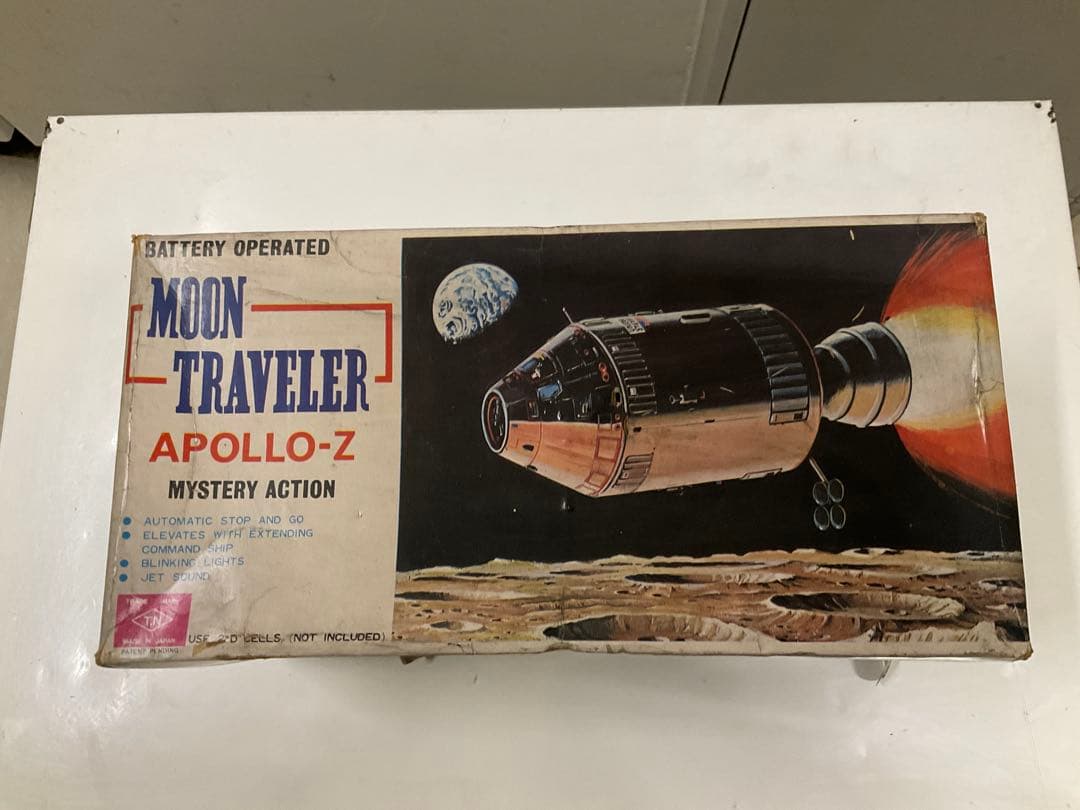 BATTERY OPERATED
MOON
TRAVELER
APOLLO-Z
MYSTERY ACTION
● AUTOMATIC STOP AND GO
● ELEVATES WITH EXTENDING
COMMAND SHIP
● BLINKING LIGHTS
● JET SOUND
TRADE MARK
T.N
MADE IN JAPAN
PATENT PENDING
USE 2"D"CELLS, (NOT INCLUDED)